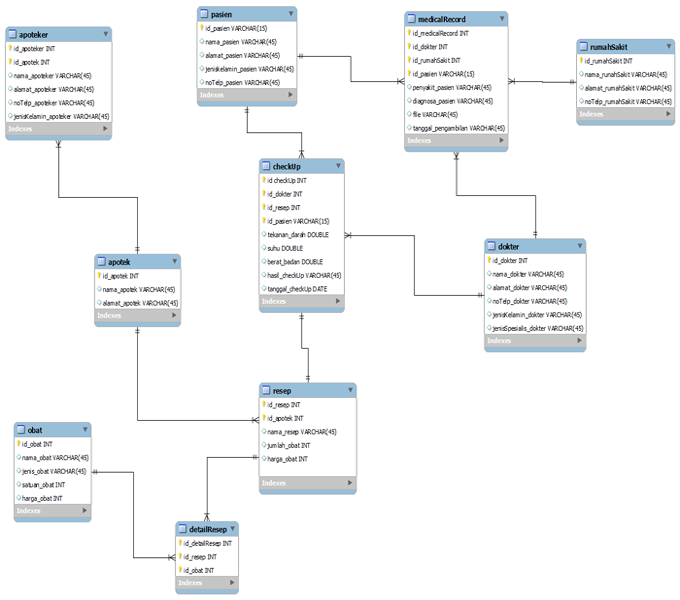 apoteker
id_apoteker INT
id_apotek INT
nama_apoteker VARCHAR(45)
alamat_apoteker VARCHAR(45)
noTelp_apoteker VARCHAR(45)
jenisKelamin_apoteker VARCHAR(45)
Indexes
pasien
id_pasien VARCHAR(15)
nama_pasien VARCHAR(45)
alamat_pasien VARCHAR(45)
jeniskelamin_pasien VARCHAR(45)
noTelp_pasien VARCHAR(45)
Indexes
medicalRecord
id_medicalRecord INT
id_dokter INT
id_rumahSakit INT
id_pasien VARCHAR(15)
penyakit_pasien VARCHAR(45)
diagnosa_pasien VARCHAR(45)
file VARCHAR(45)
tanggal_pengambilan VARCHAR(45)
Indexes
rumahSakit
id_rumahSakit INT
nama_runahSakit VARCHAR(45)
alamat_rumahSakit VARCHAR(45)
noTelp_rumahSakit VARCHAR(45)
Indexes
checkUp
id checkUp INT
id_dokter INT
id_resep INT
id_pasien VARCHAR(15)
tekanan_darah DOUBLE
suhu DOUBLE
berat_badan DOUBLE
hasil_checkUp VARCHAR(45)
tanggal_checkUp DATE
Indexes
apotek
id_apotek INT
nama_apotek VARCHAR(45)
alamat_apotek VARCHAR(45)
Indexes
dokter
id_dokter INT
nama_dokter VARCHAR(45)
alamat_dokter VARCHAR(45)
noTelp_dokter VARCHAR(45)
jenisKelamin_dokter VARCHAR(45)
jenisSpesialis_dokter VARCHAR(45)
Indexes
resep
id_resep INT
id_apotek INT
nama_resep VARCHAR(45)
jumlah_obat INT
harga_obat INT
Indexes
obat
id_obat INT
nama_obat VARCHAR(45)
jenis_obat VARCHAR(45)
satuan_obat INT
harga_obat INT
Indexes
detailResep
id_detailResep INT
id_resep INT
id_obat INT
Indexes